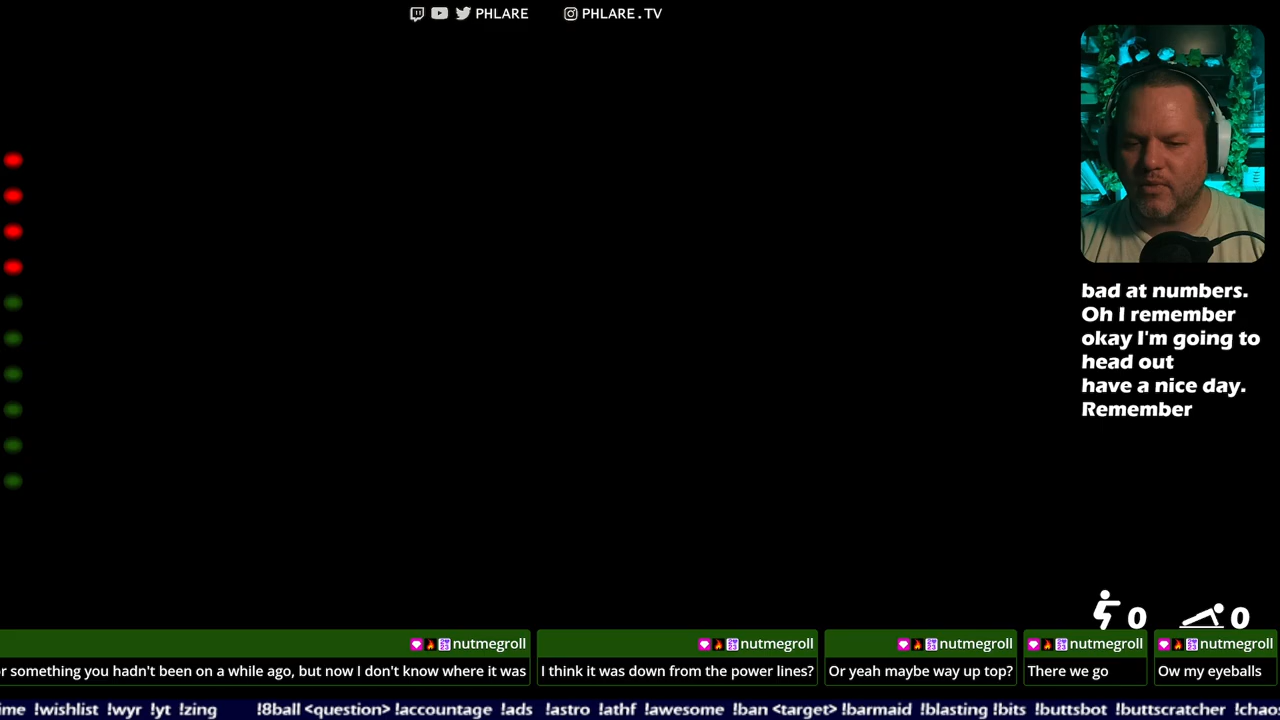 PHLARE PHLARE.TV
bad at numbers.
Oh I remember
okay I'm going to
head out
have a nice day.
Remember
0 0
nutmegroll nutmegroll nutmegroll nutmegroll nutmegroll
something you hadn't been on a while ago, but now I don't know where it was I think it was down from the power lines? Or yeah maybe way up top? There we go Ow my eyeballs
!wishlist !wyr !yt !zing !8ball <question> !accountage !ads !astro !athf !awesome !ban <target> !barmaid !blasting !bits !buttsbot !buttscratcher